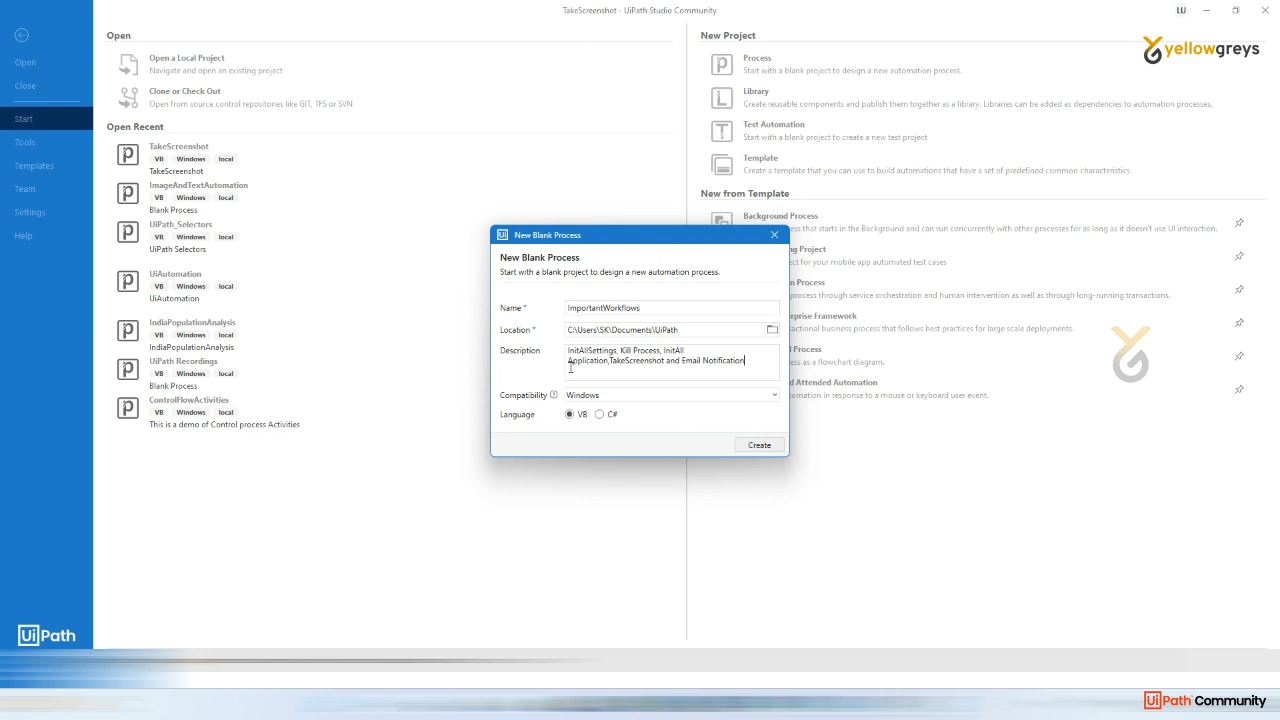 TakeScreenshot - UiPath Studio Community
LU
yellowgreys
Open
Close
Start
Tools
Templates
Team
Settings
Help
UiPath
Open
Open a Local Project
Navigate and open an existing project
Clone or Check Out
Open from source control repositories like GIT, TFS or SVN
Open Recent
TakeScreenshot
VB Windows local
TakeScreenshot
ImageAndTextAutomation
VB Windows local
Blank Process
UiPath_Selectors
VB Windows local
UiPath Selectors
UiAutomation
VB Windows local
UiAutomation
IndiaPopulationAnalysis
VB Windows local
IndiaPopulationAnalysis
UiPath Recordings
VB Windows local
Blank Process
ControlFlowActivities
VB Windows local
This is a demo of Control process Activities
New Project
Process
Start with a blank project to design a new automation process.
Library
Create reusable components and publish them together as a library. Libraries can be added as dependencies to automation processes.
Test Automation
Start with a blank project to create a new test project
Template
Create a template that you can use to build automations that have a set of predefined common characteristics
New from Template
Background Process
that starts in the Background and can run concurrently with other processes for as long as it doesn't use UI interaction.
Project
ct for your mobile app automated test cases
n Process
process through service orchestration and human intervention as well as through long-running transactions.
erprise Framework
sactional business process that follows best practices for large scale deployments.
l Process
ess as a flowchart diagram.
d Attended Automation
tomation in response to a mouse or keyboard user event.
Ui New Blank Process
New Blank Process
Start with a blank project to design a new automation process.
Name * ImportantWorkflows
Location * C:\Users\SK\Documents\UiPath
Description InitAllSettings, Kill Process, InitAll
Application,TakeScreenshot and Email Notification
Compatibility ? Windows
Language VB C#
Create
UiPath Community